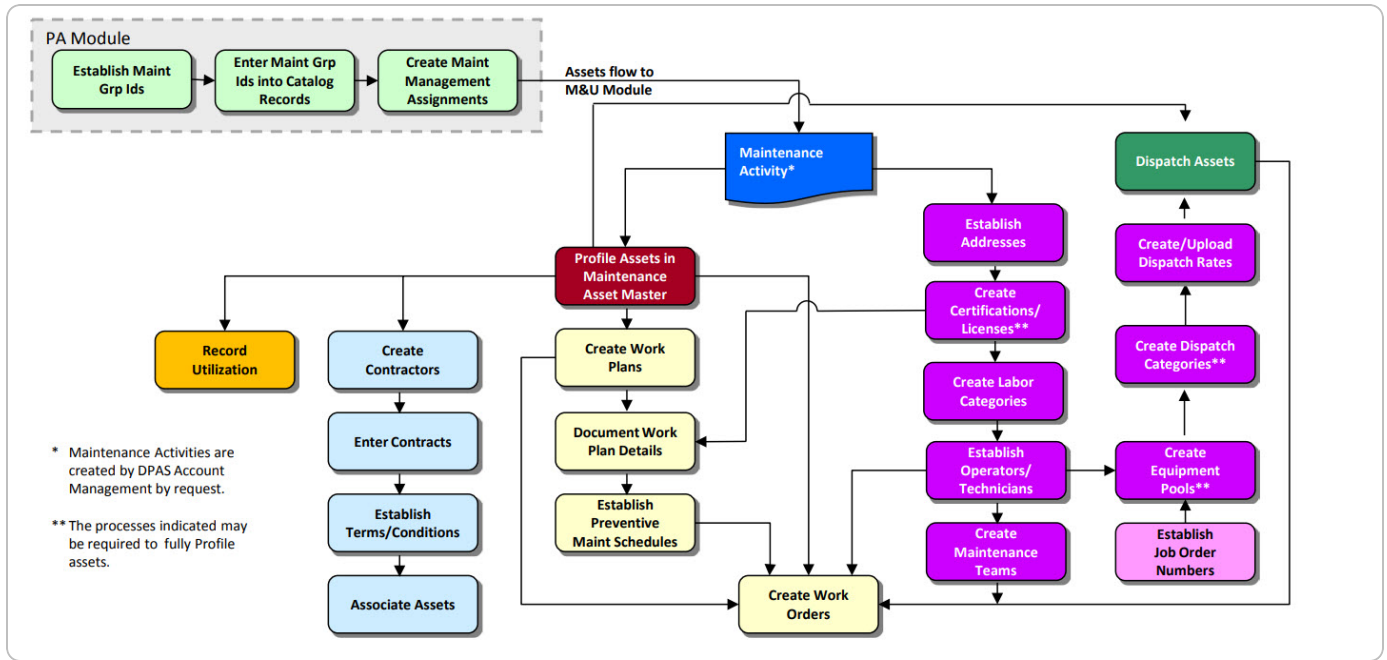 PA Module
Establish Maint
Grp Ids
Enter Maint Grp
Ids into Catalog
Records
Create Maint
Management
Assignments
Assets flow to
M&U Module
Maintenance
Activity*
Dispatch Assets
Establish
Addresses
Create/Upload
Dispatch Rates
Profile Assets in
Maintenance
Asset Master
Create
Certifications/
Licenses**
Record
Utilization
Create
Contractors
Create Work
Plans
Create Dispatch
Categories**
Create Labor
Categories
Enter Contracts
Document Work
Plan Details
Establish
Operators/
Technicians
Create
Equipment
Pools**
* Maintenance Activities are
created by DPAS Account
Management by request.
** The processes indicated may
be required to fully Profile
assets.
Establish
Terms/Conditions
Establish
Preventive
Maint Schedules
Create
Maintenance
Teams
Establish
Job Order
Numbers
Associate Assets
Create Work
Orders